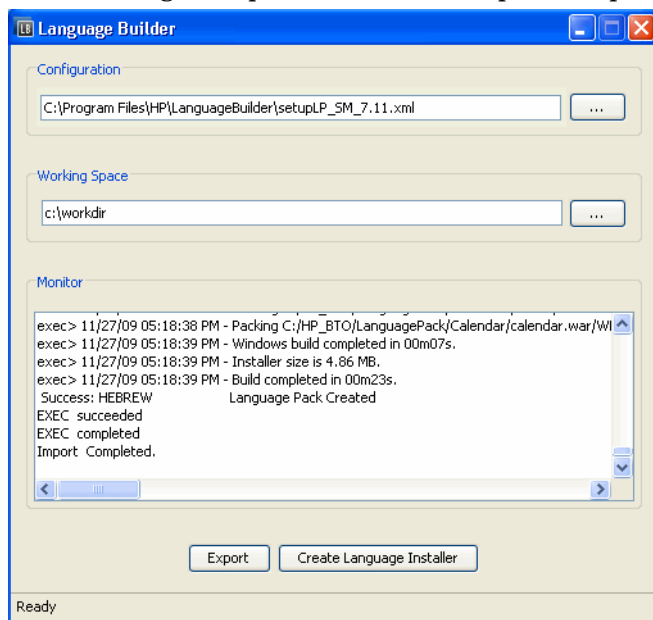 LB Language Builder
Configuration
C:\Program Files\HP\LanguageBuilder\setupLP_SM_7.11.xml ...
Working Space
c:\workdir ...
Monitor
exec> 11/27/09 05:18:38 PM - Packing C:/HP_BTO/LanguagePack/Calendar/calendar.war/WI
exec> 11/27/09 05:18:39 PM - Windows build completed in 00m07s.
exec> 11/27/09 05:18:39 PM - Installer size is 4.86 MB.
exec> 11/27/09 05:18:39 PM - Build completed in 00m23s.
Success: HEBREW Language Pack Created
EXEC succeeded
EXEC completed
Import Completed.
Export Create Language Installer
Ready